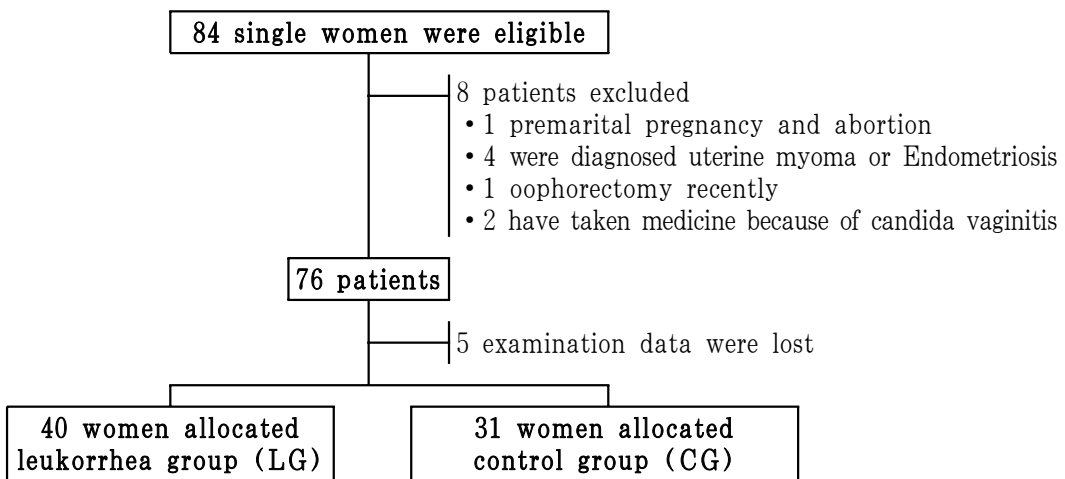 84 single women were eligible
8 patients excluded
• 1 premarital pregnancy and abortion
• 4 were diagnosed uterine myoma or Endometriosis
• 1 oophorectomy recently
• 2 have taken medicine because of candida vaginitis
76 patients
5 examination data were lost
40 women allocated
leukorrhea group (LG)
31 women allocated
control group (CG)